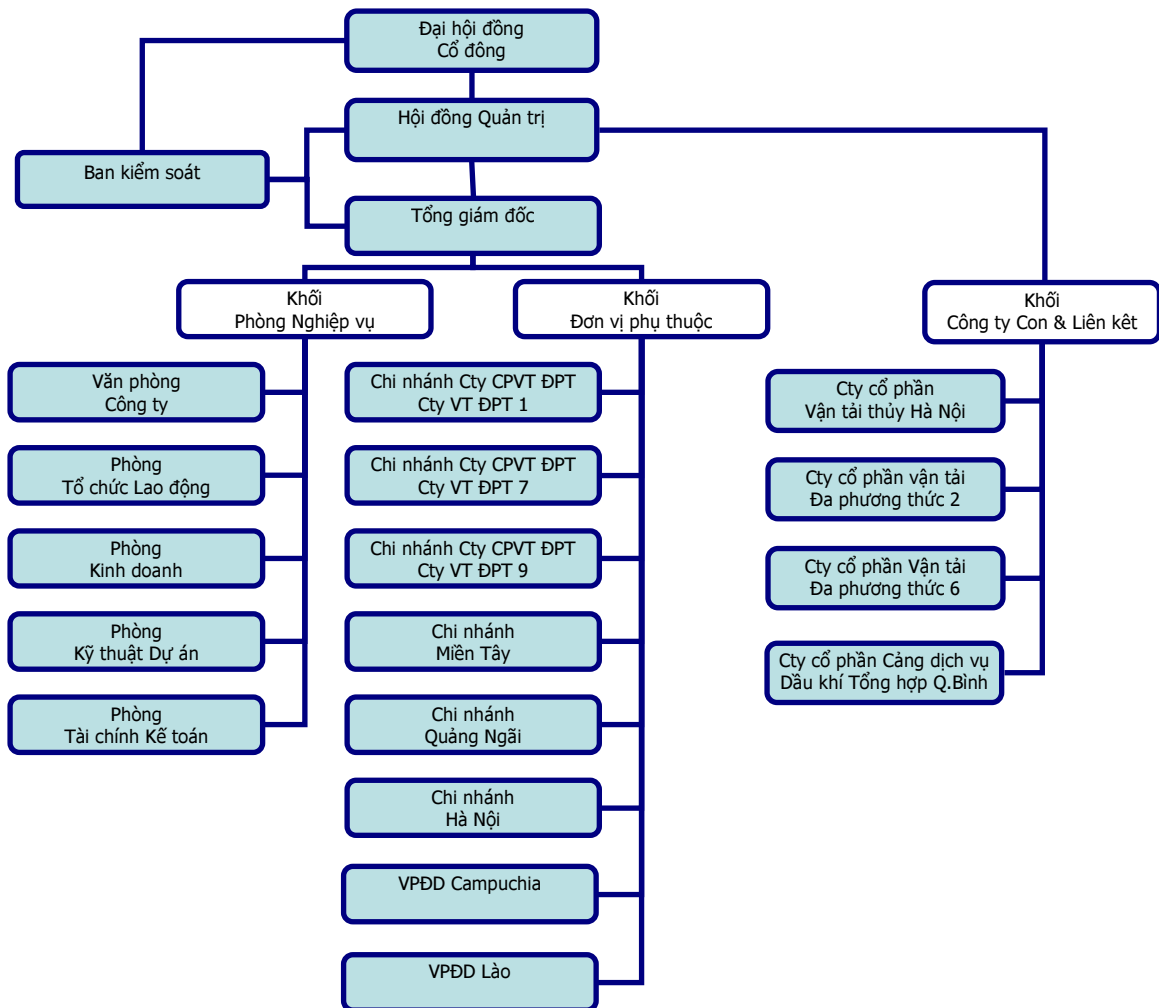 Đại hội đồng
Cổ đông
Hội đồng Quản trị
Ban kiểm soát
Tổng giám đốc
Khối
Phòng Nghiệp vụ
Khối
Đơn vị phụ thuộc
Khối
Công ty Con & Liên kêt
Văn phòng
Công ty
Phòng
Tổ chức Lao động
Phòng
Kinh doanh
Phòng
Kỹ thuật Dự án
Phòng
Tài chính Kế toán
Chi nhánh Cty CPVT ĐPT
Cty VT ĐPT 1
Chi nhánh Cty CPVT ĐPT
Cty VT ĐPT 7
Chi nhánh Cty CPVT ĐPT
Cty VT ĐPT 9
Chi nhánh
Miền Tây
Chi nhánh
Quảng Ngãi
Chi nhánh
Hà Nội
VPĐD Campuchia
VPĐD Lào
Cty cổ phần
Vận tải thủy Hà Nội
Cty cổ phần vận tải
Đa phương thức 2
Cty cổ phần Vận tải
Đa phương thức 6
Cty cổ phần Cảng dịch vụ
Dầu khí Tổng hợp Q.Bình